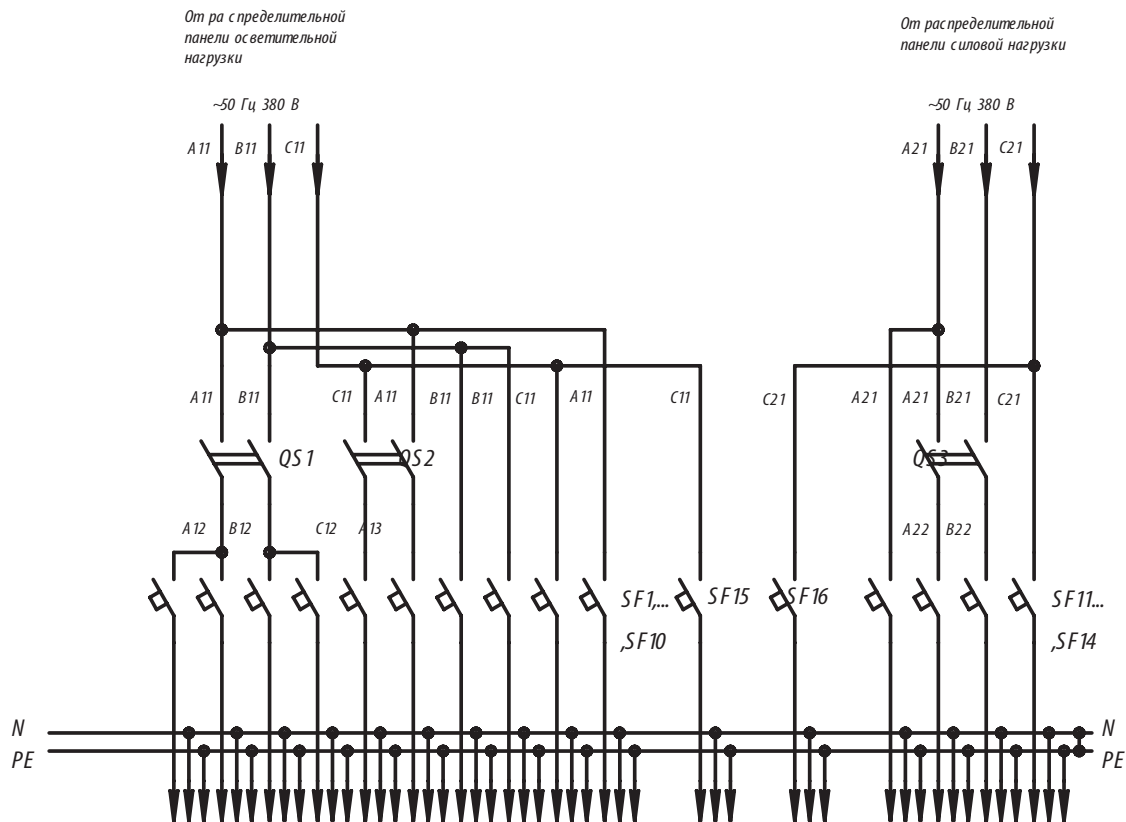 От ра спределительной
панели осветительной
нагрузки
От распределительной
панели силовой нагрузки
~50 Гц 380 В
~50 Гц 380 В
A11 B11 C11
A21 B21 C21
A11 B11 C11 A11 B11 B11 C11 A11 C11 C21 A21 A21 B21 C21
QS1 QS2 QS3
A12 B12 C12 A13 A22 B22
SF1,... SF15 SF16 SF11...
,SF10 ,SF14
N N
PE PE